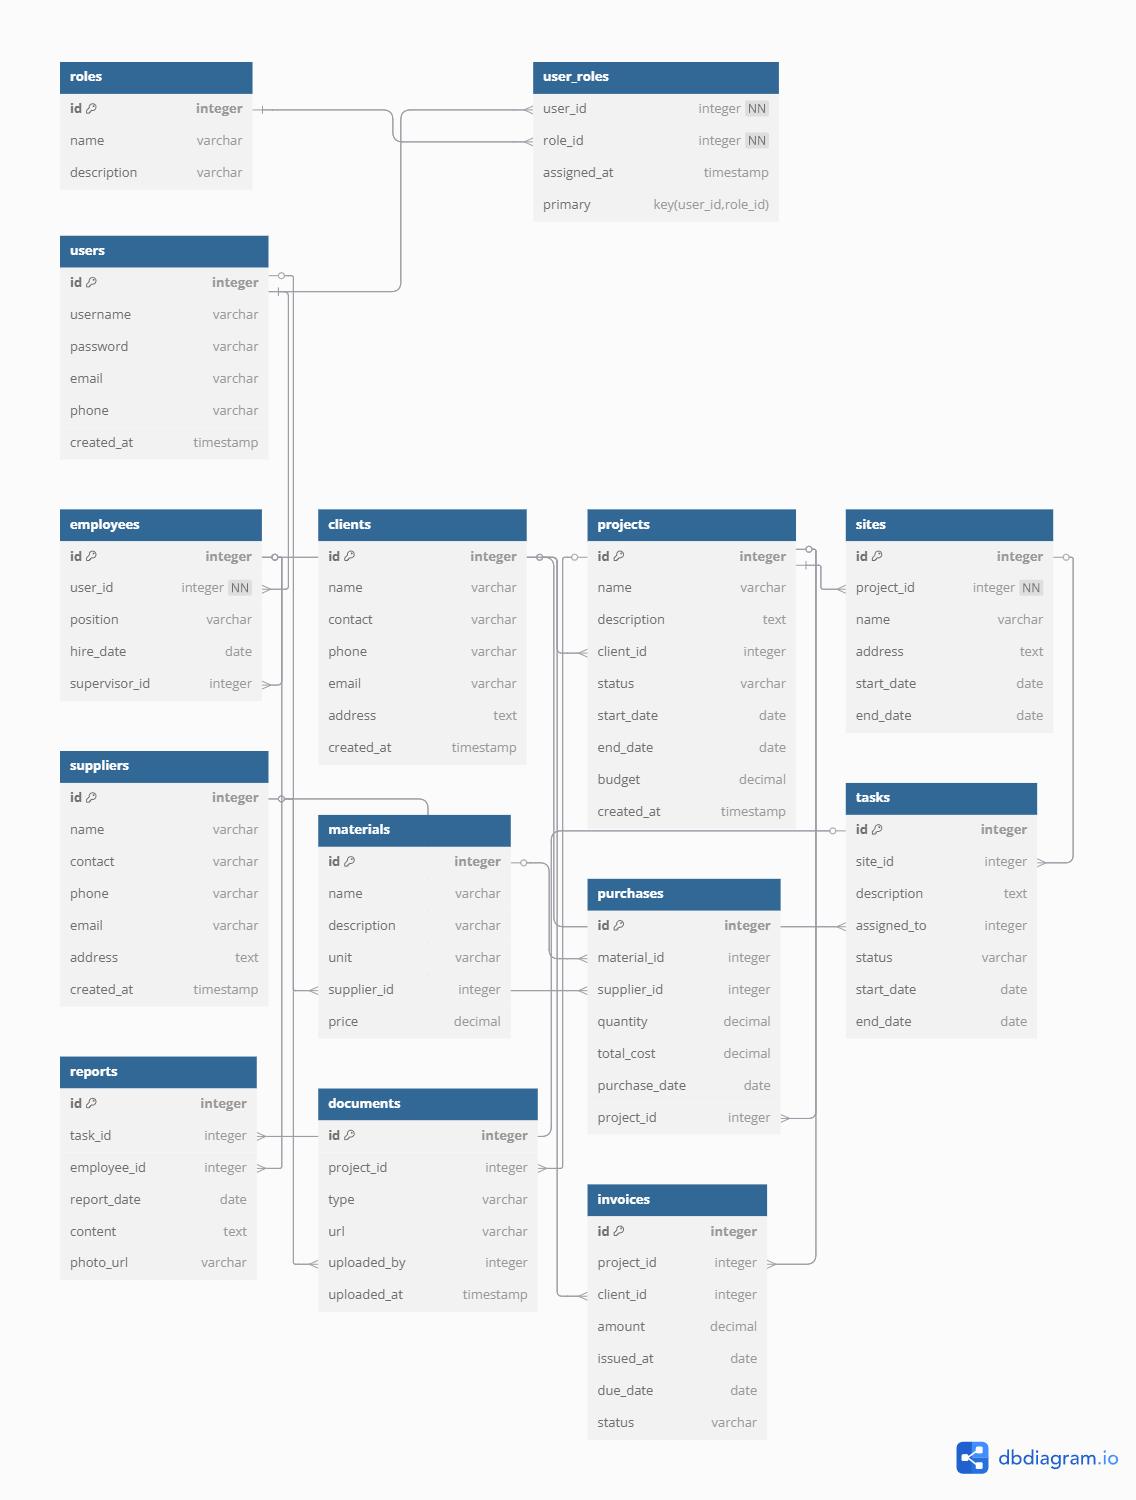 roles
id integer
name varchar
description varchar
user_roles
user_id integer NN
role_id integer NN
assigned_at timestamp
primary key(user_id,role_id)
users
id integer
username varchar
password varchar
email varchar
phone varchar
created_at timestamp
employees
id integer
user_id integer NN
position varchar
hire_date date
supervisor_id integer
clients
id integer
name varchar
contact varchar
phone varchar
email varchar
address text
created_at timestamp
projects
id integer
name varchar
description text
client_id integer
status varchar
start_date date
end_date date
budget decimal
created_at timestamp
sites
id integer
project_id integer NN
name varchar
address text
start_date date
end_date date
suppliers
id integer
name varchar
contact varchar
phone varchar
email varchar
address text
created_at timestamp
materials
id integer
name varchar
description varchar
unit varchar
supplier_id integer
price decimal
purchases
id integer
material_id integer
supplier_id integer
quantity decimal
total_cost decimal
purchase_date date
project_id integer
tasks
id integer
site_id integer
description text
assigned_to integer
status varchar
start_date date
end_date date
reports
id integer
task_id integer
employee_id integer
report_date date
content text
photo_url varchar
documents
id integer
project_id integer
type varchar
url varchar
uploaded_by integer
uploaded_at timestamp
invoices
id integer
project_id integer
client_id integer
amount decimal
issued_at date
due_date date
status varchar
dbdiagram.io